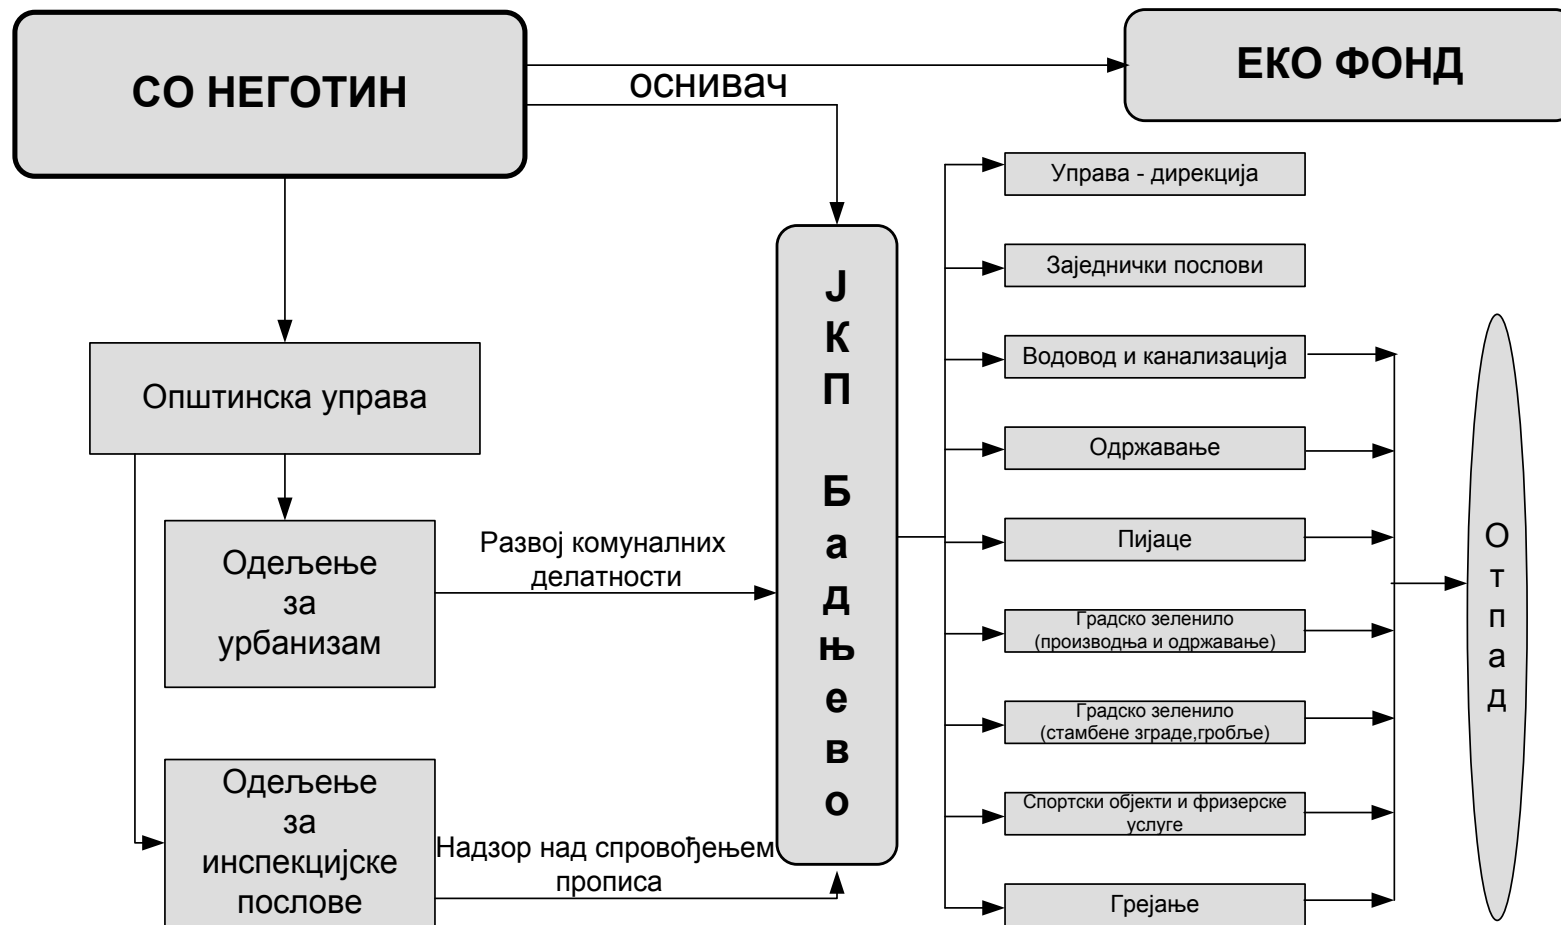 СО НЕГОТИН
оснивач
ЕКО ФОНД
Управа - дирекција
Заједнички послови
Водовод и канализација
Одржавање
Пијаце
Градско зеленило
(производња и одржавање)
Градско зеленило
(стамбене зграде,гробље)
Спортски објекти и фризерске
услуге
Грејање
Општинска управа
Одељење
за
урбанизам
Развој комуналних
делатности
Одељење
за
инспекцијске
послове
Надзор над спровођењем
прописа
Ј
К
П
Б
а
д
њ
е
в
о
О
т
п
а
д